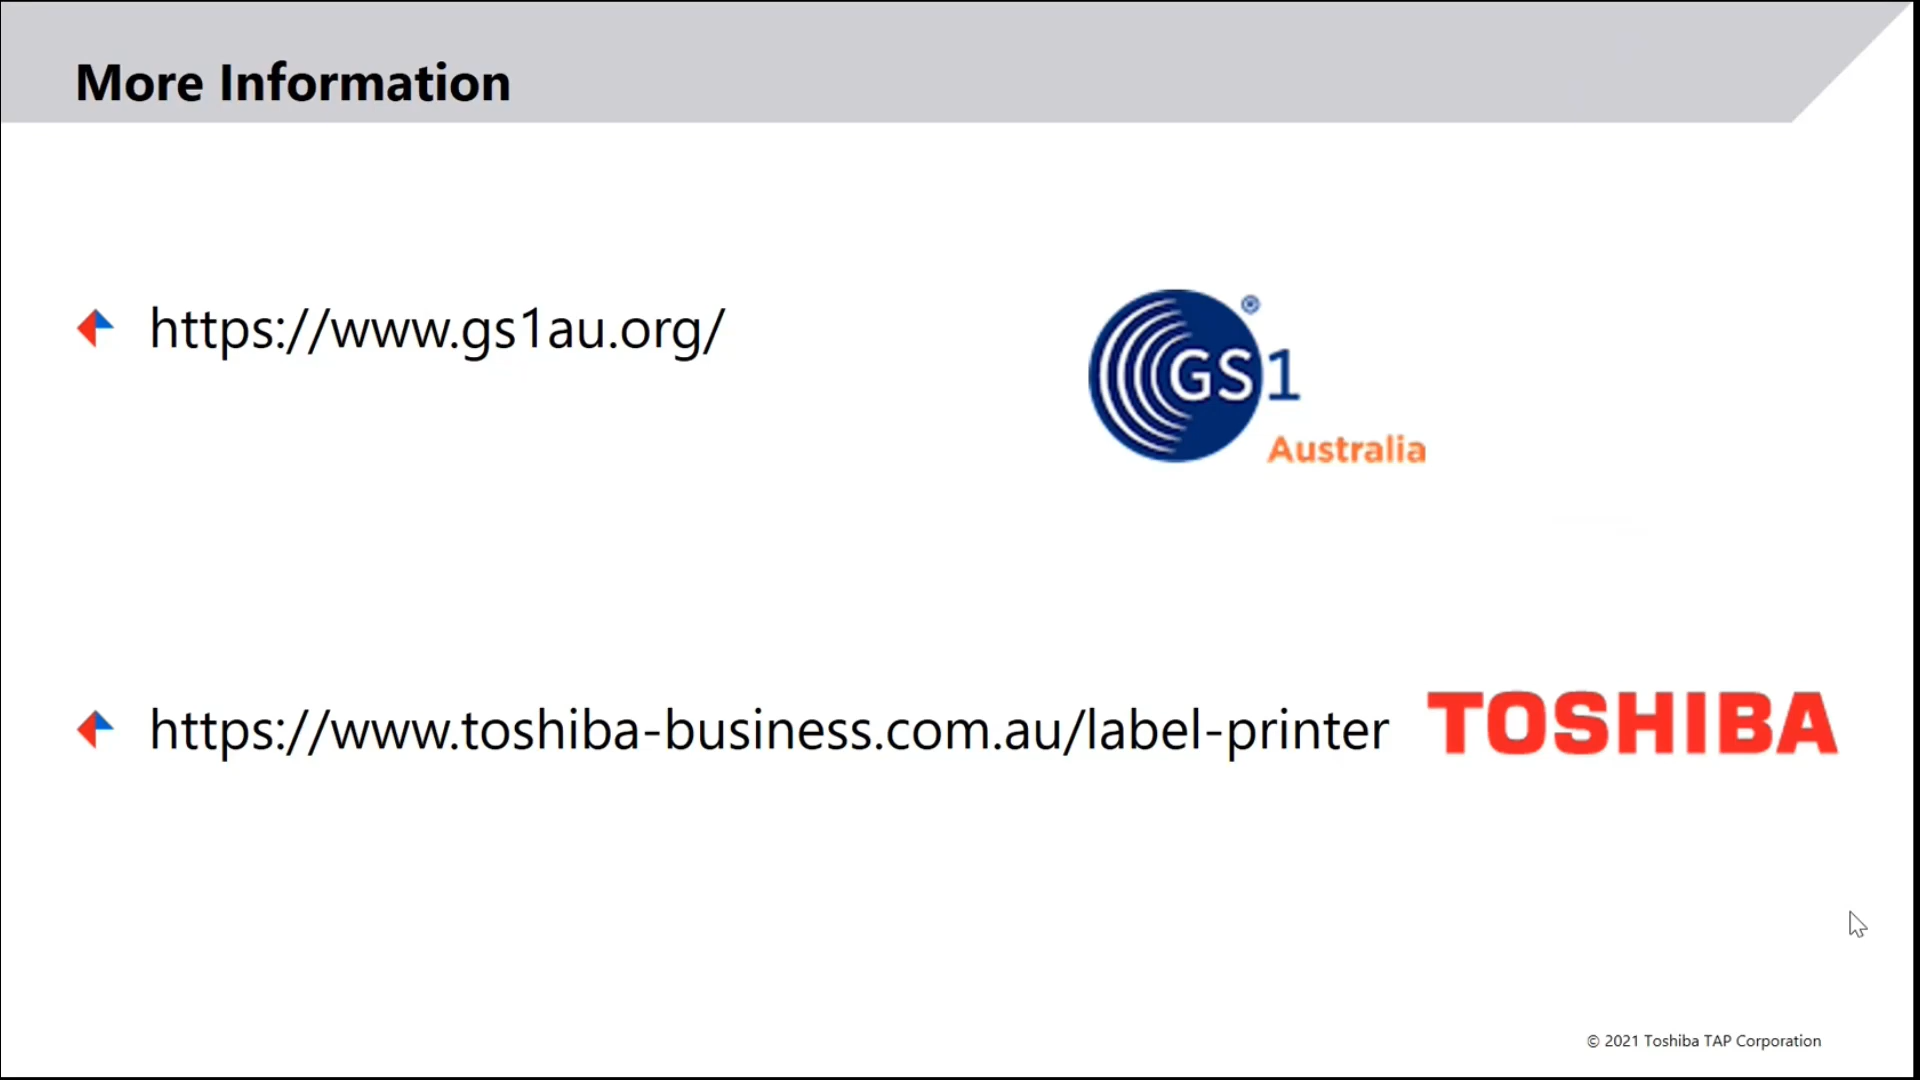 More Information
https://www.gs1au.org/
GS1
®
Australia
https://www.toshiba-business.com.au/label-printer
TOSHIBA
© 2021 Toshiba TAP Corporation